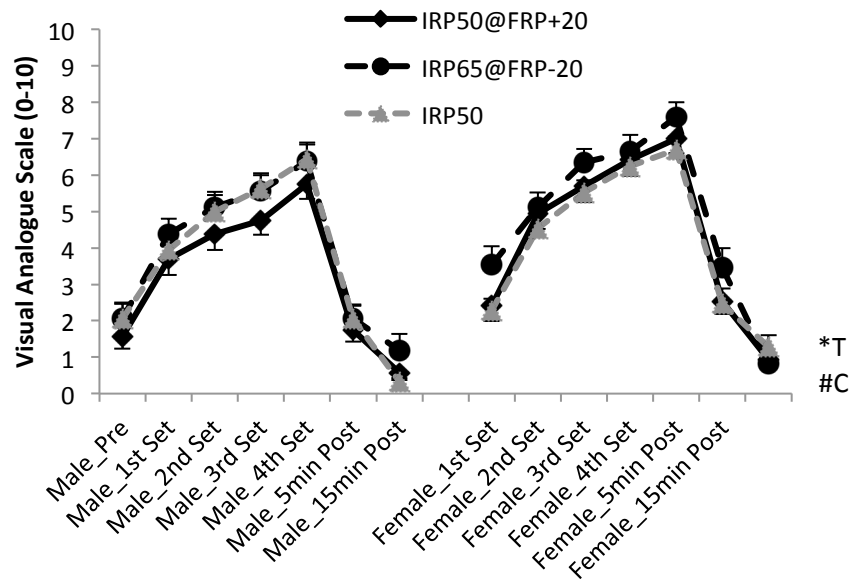 IRP50@FRP+20
IRP65@FRP-20
IRP50
Visual Analogue Scale (0-10)
10
9
8
7
6
5
4
3
2
1
0
*T
#C
Male_Pre
Male_1st Set
Male_2nd Set
Male_3rd Set
Male_4th Set
Male_5min Post
Male_15min Post
Female_1st Set
Female_2nd Set
Female_3rd Set
Female_4th Set
Female_5min Post
Female_15min Post